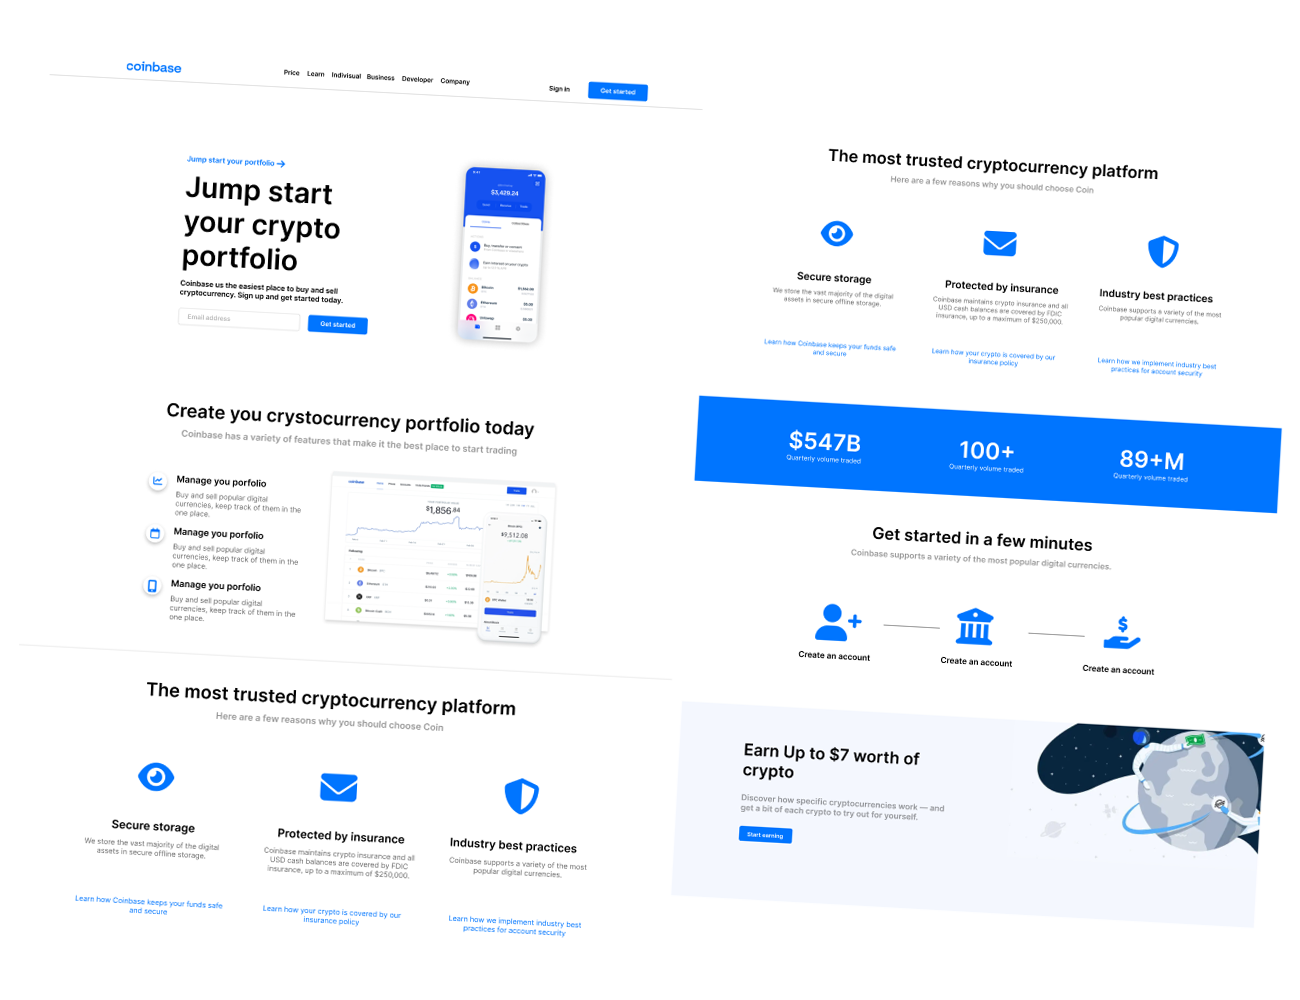 coinbase
Price Learn Indivisual Business Developer Company
Sign In
Get started
Jump start your portfolio →
Jump start
your crypto
portfolio
Coinbase us the easiest place to buy and sell
cryptocurrency. Sign up and get started today.
Email address
Get started
$3,429.24
Bitcoin
Ethereum
Create you crystocurrency portfolio today
Coinbase has a variety of features that make it the best place to start trading
Manage you porfolio
Buy and sell popular digital
currencies, keep track of them in the
one place.
Manage you porfolio
Buy and sell popular digital
currencies, keep track of them in the
one place.
Manage you porfolio
Buy and sell popular digital
currencies, keep track of them in the
one place.
coinbase
$1,856.84
$9,512.08
The most trusted cryptocurrency platform
Here are a few reasons why you should choose Coin
Secure storage
We store the vast majority of the digital
assets in secure offline storage.
Learn how Coinbase keeps your funds safe
and secure
Protected by insurance
Coinbase maintains crypto insurance and all
USD cash balances are covered by FDIC
insurance, up to a maximum of $250,000.
Learn how your crypto is covered by our
insurance policy
Industry best practices
Coinbase supports a variety of the most
popular digital currencies.
Learn how we implement industry best
practices for account security
The most trusted cryptocurrency platform
Here are a few reasons why you should choose Coin
Secure storage
We store the vast majority of the digital
assets in secure offline storage.
Learn how Coinbase keeps your funds safe
and secure
Protected by insurance
Coinbase maintains crypto insurance and all
USD cash balances are covered by FDIC
insurance, up to a maximum of $250,000.
Learn how your crypto is covered by our
insurance policy
Industry best practices
Coinbase supports a variety of the most
popular digital currencies.
Learn how we implement industry best
practices for account security
$547B
Quarterly volume traded
100+
Quarterly volume traded
89+M
Quarterly volume traded
Get started in a few minutes
Coinbase supports a variety of the most popular digital currencies.
Create an account
Create an account
Create an account
Earn Up to $7 worth of
crypto
Discover how specific cryptocurrencies work — and
get a bit of each crypto to try out for yourself.
Start earning